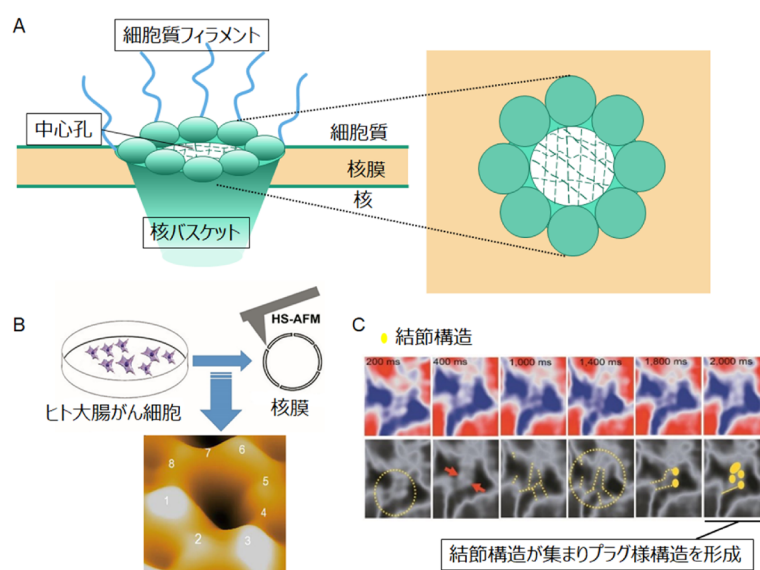 A
細胞質フィラメント
中心孔
細胞質
核膜
核
核バスケット
B
HS-AFM
ヒト大腸がん細胞
核膜
7
6
8
5
1
4
2
3
C
結節構造
200 ms
400 ms
1,000 ms
1,400 ms
1,800 ms
2,000 ms
結節構造が集まりプラグ様構造を形成